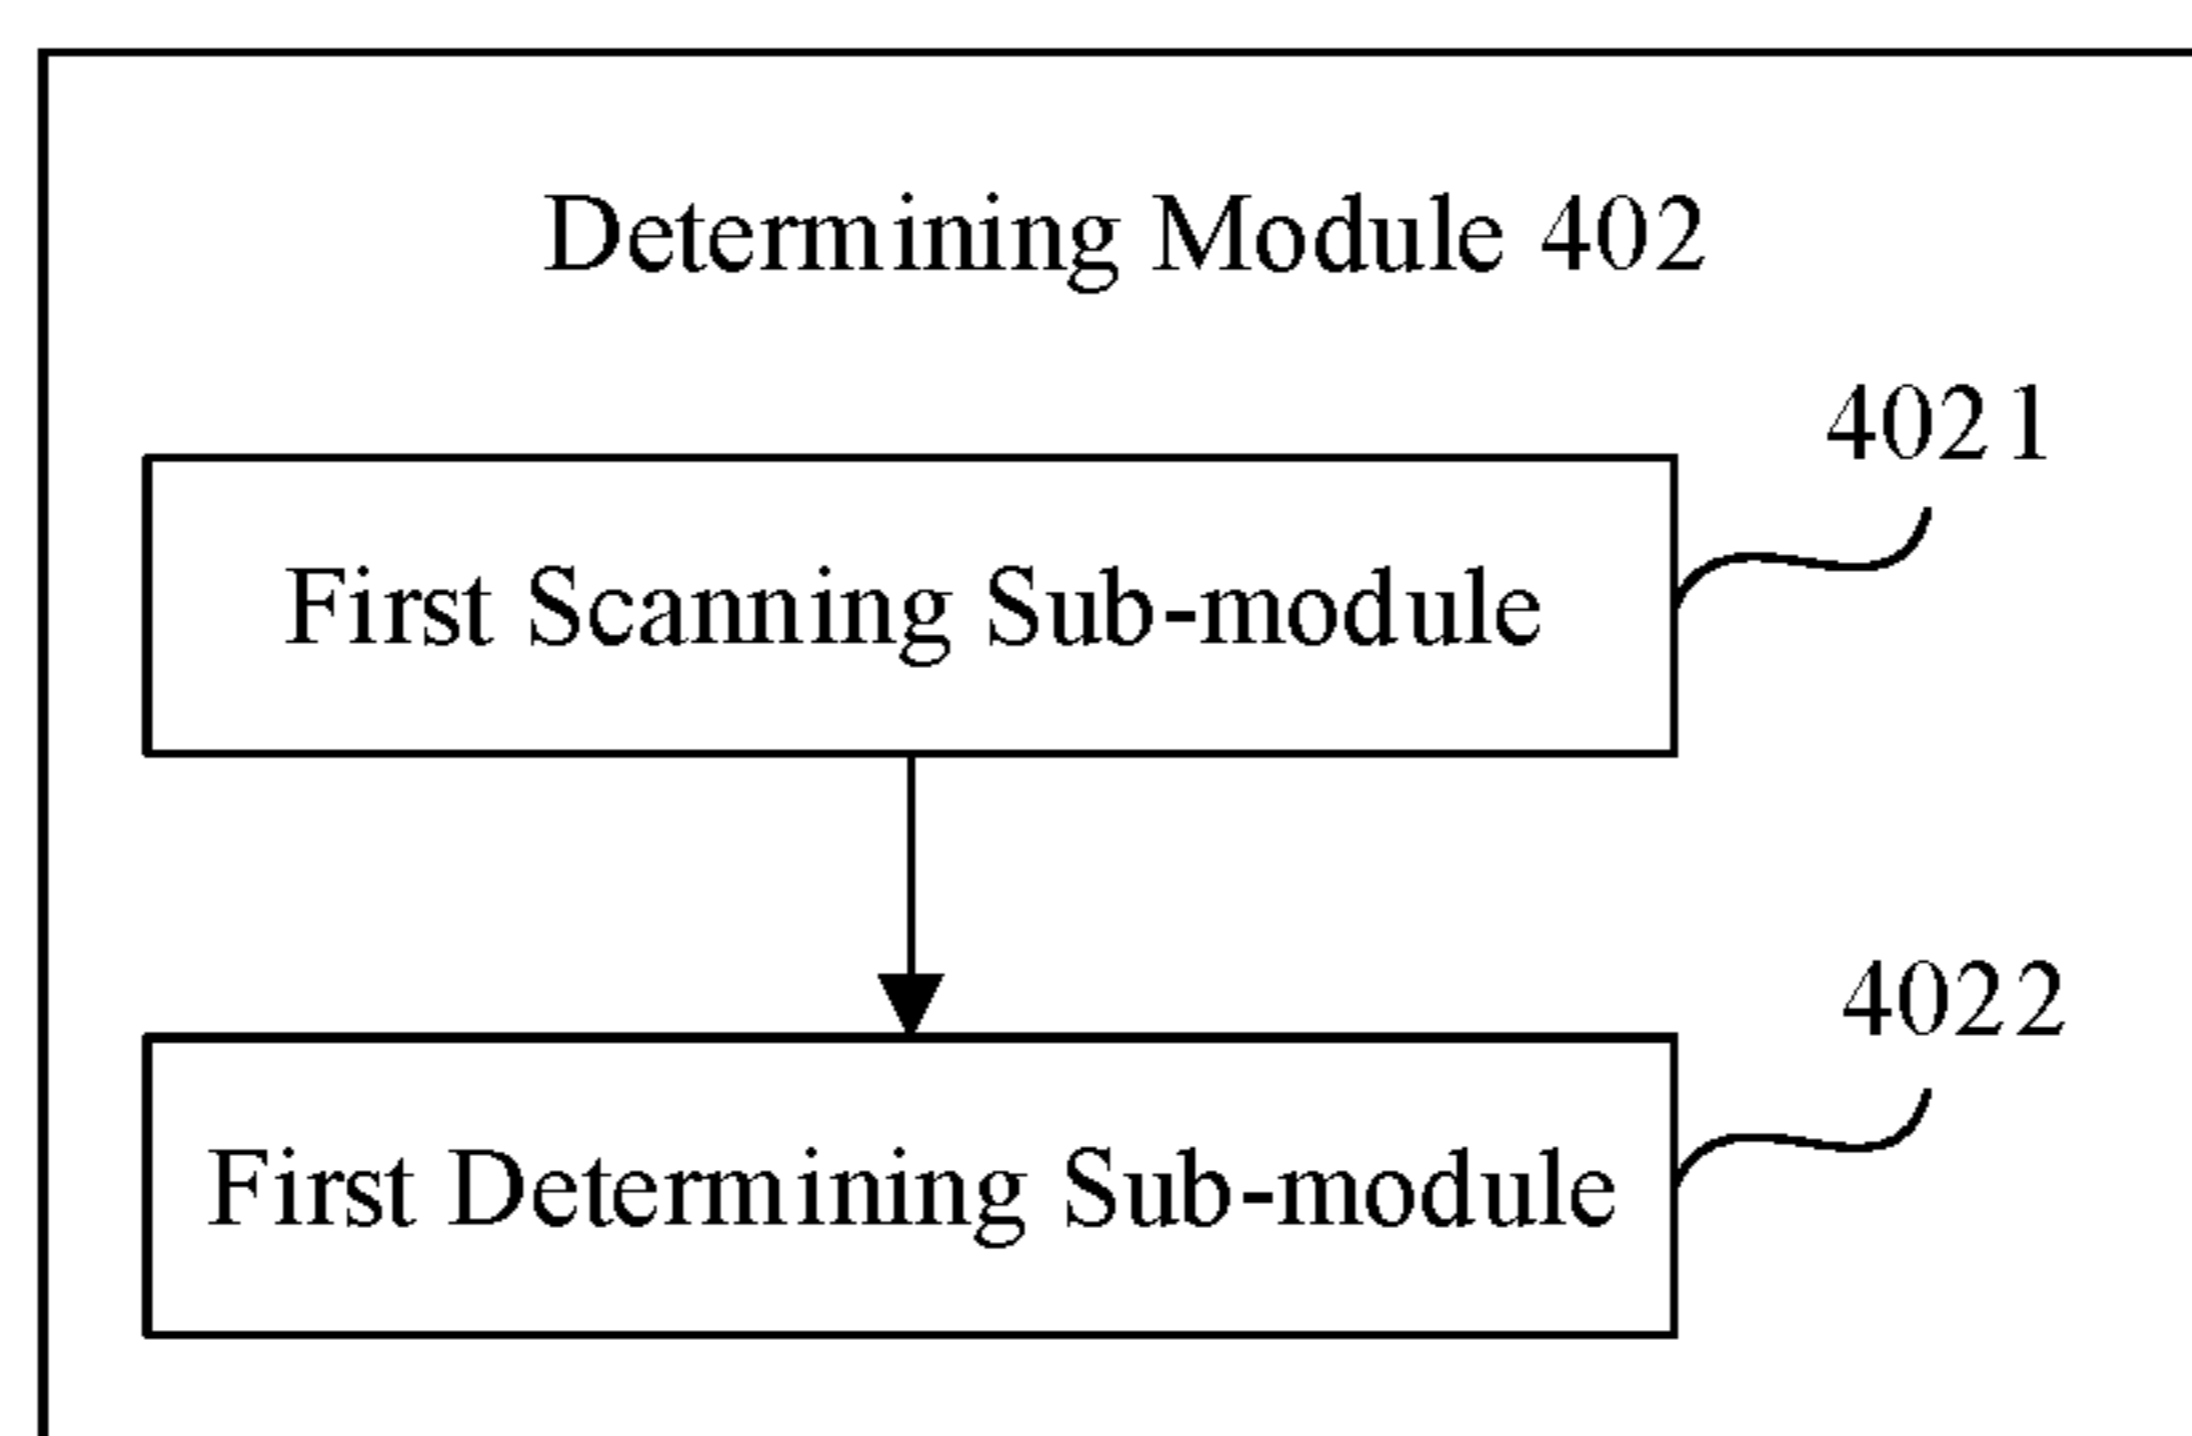 Determining Module 402
4021
First Scanning Sub-module
4022
First Determining Sub-module